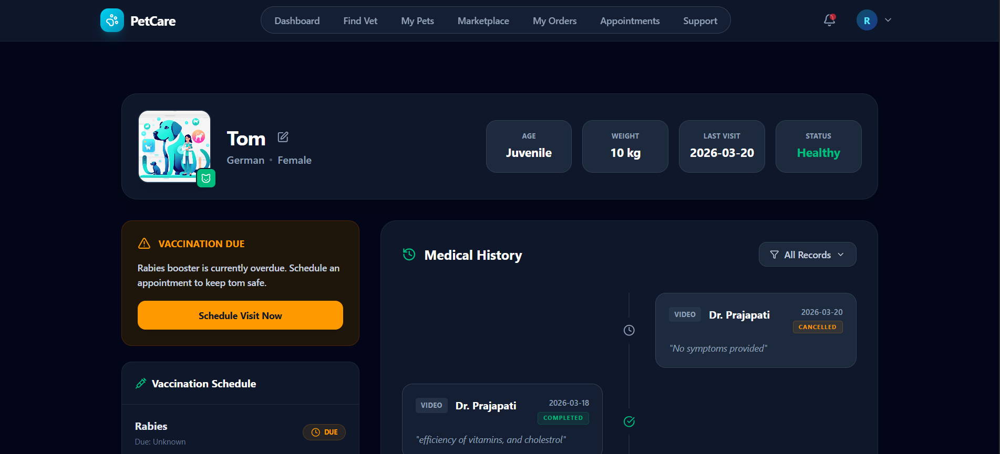 PetCare
Dashboard
Find Vet
My Pets
Marketplace
My Orders
Appointments
Support
R
Tom
German • Female
AGE
Juvenile
WEIGHT
10 kg
LAST VISIT
2026-03-20
STATUS
Healthy
VACCINATION DUE
Rabies booster is currently overdue. Schedule an
appointment to keep tom safe.
Schedule Visit Now
Vaccination Schedule
Rabies
Due: Unknown
DUE
Medical History
All Records
VIDEO
Dr. Prajapati
2026-03-20
CANCELLED
"No symptoms provided"
VIDEO
Dr. Prajapati
2026-03-18
COMPLETED
"efficiency of vitamins, and cholestrol"